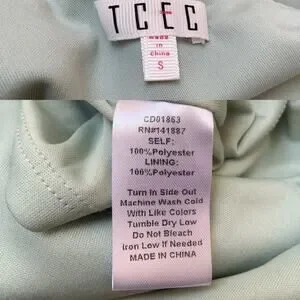 TCEC
made in
china
S
CD01863
RN#141887
SELF:
100%Polyester
LINING:
100%Polyester
Turn in Side Out
Machine Wash Cold
With Like Colors
Tumble Dry Low
Do Not Bleach
Iron Low If Needed
MADE IN CHINA